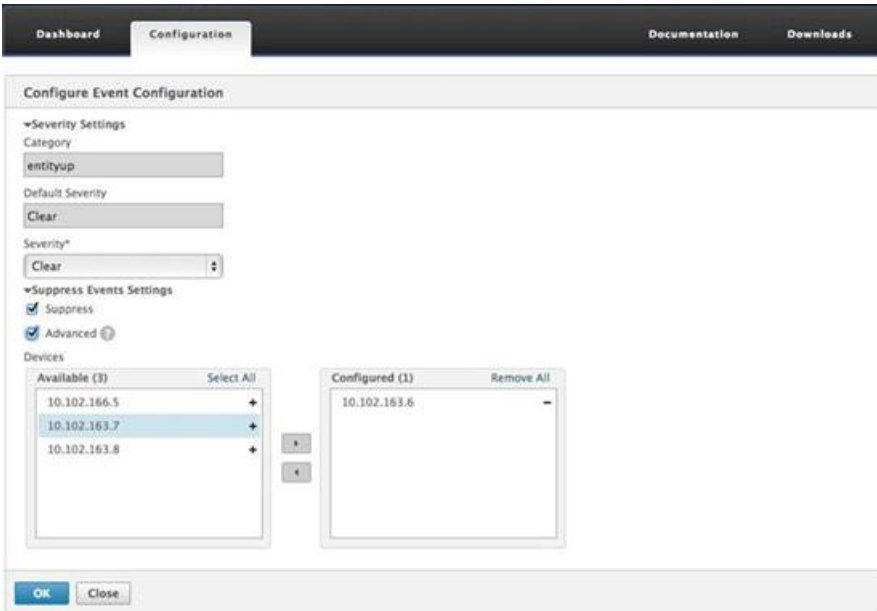 Dashboard Configuration Documentation Downloads
Configure Event Configuration
Severity Settings
Category
entityup
Default Severity
Clear
Severity*
Clear
Suppress Events Settings
Suppress
Advanced ?
Devices
Available (3) Select All Configured (1) Remove All
10.102.166.5 + 10.102.163.6 −
10.102.163.7 +
10.102.163.8 +
OK Close